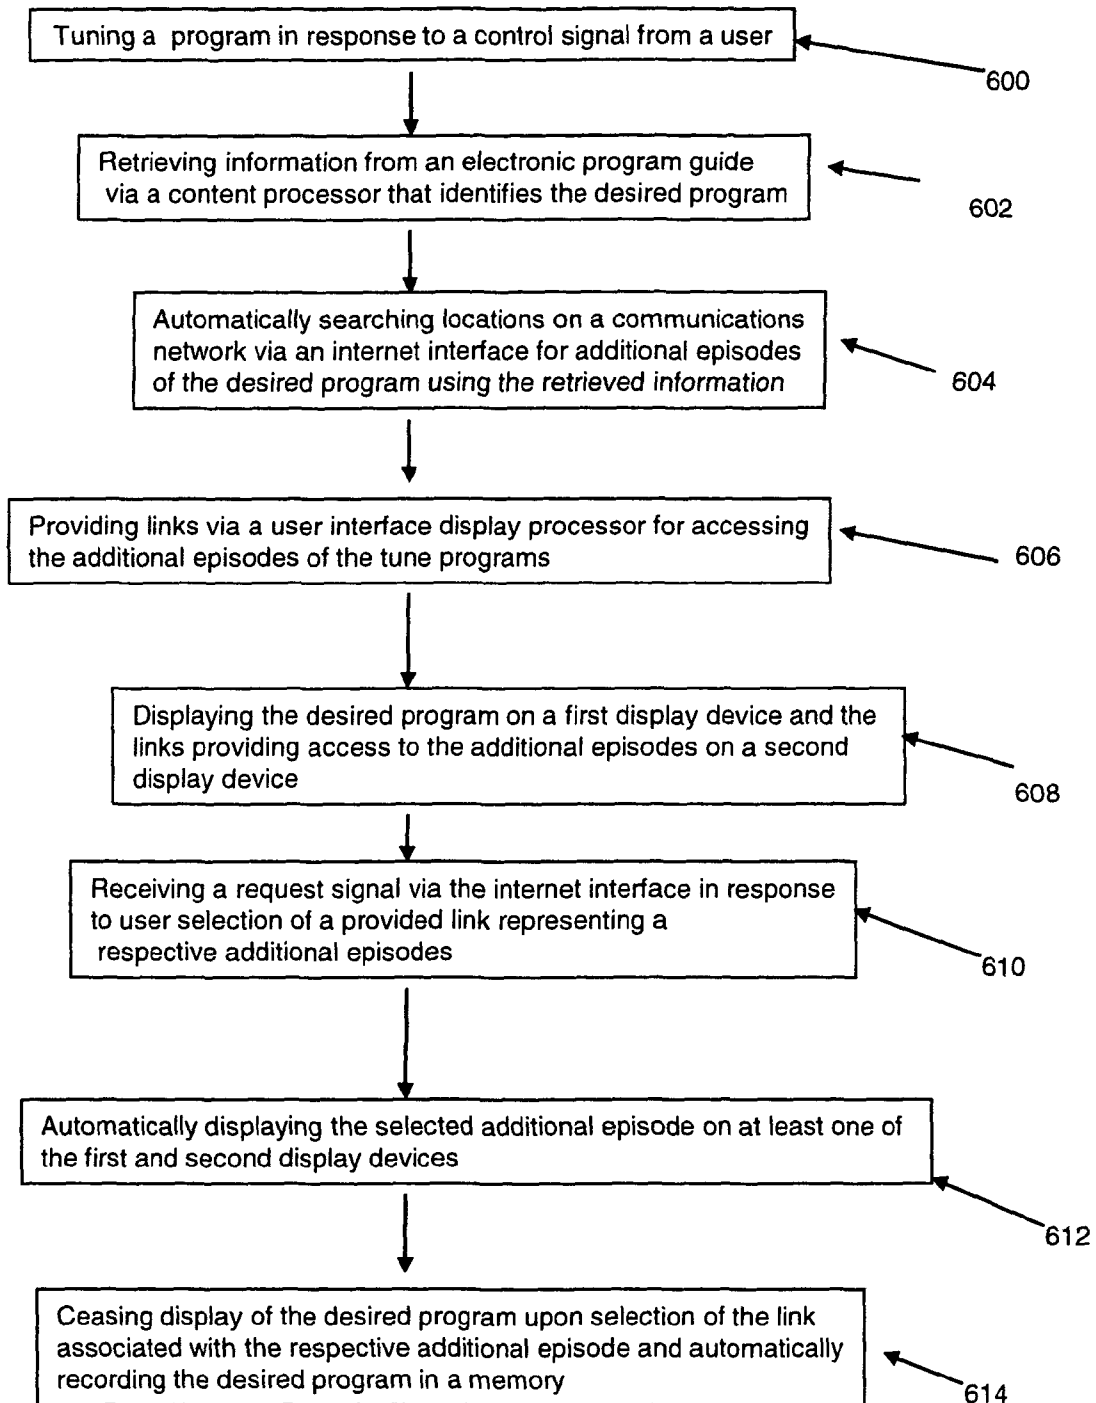 Tuning a program in response to a control signal from a user
600
Retrieving information from an electronic program guide
via a content processor that identifies the desired program
602
Automatically searching locations on a communications
network via an internet interface for additional episodes
of the desired program using the retrieved information
604
Providing links via a user interface display processor for accessing
the additional episodes of the tune programs
606
Displaying the desired program on a first display device and the
links providing access to the additional episodes on a second
display device
608
Receiving a request signal via the internet interface in response
to user selection of a provided link representing a
respective additional episodes
610
Automatically displaying the selected additional episode on at least one of
the first and second display devices
612
Ceasing display of the desired program upon selection of the link
associated with the respective additional episode and automatically
recording the desired program in a memory
614